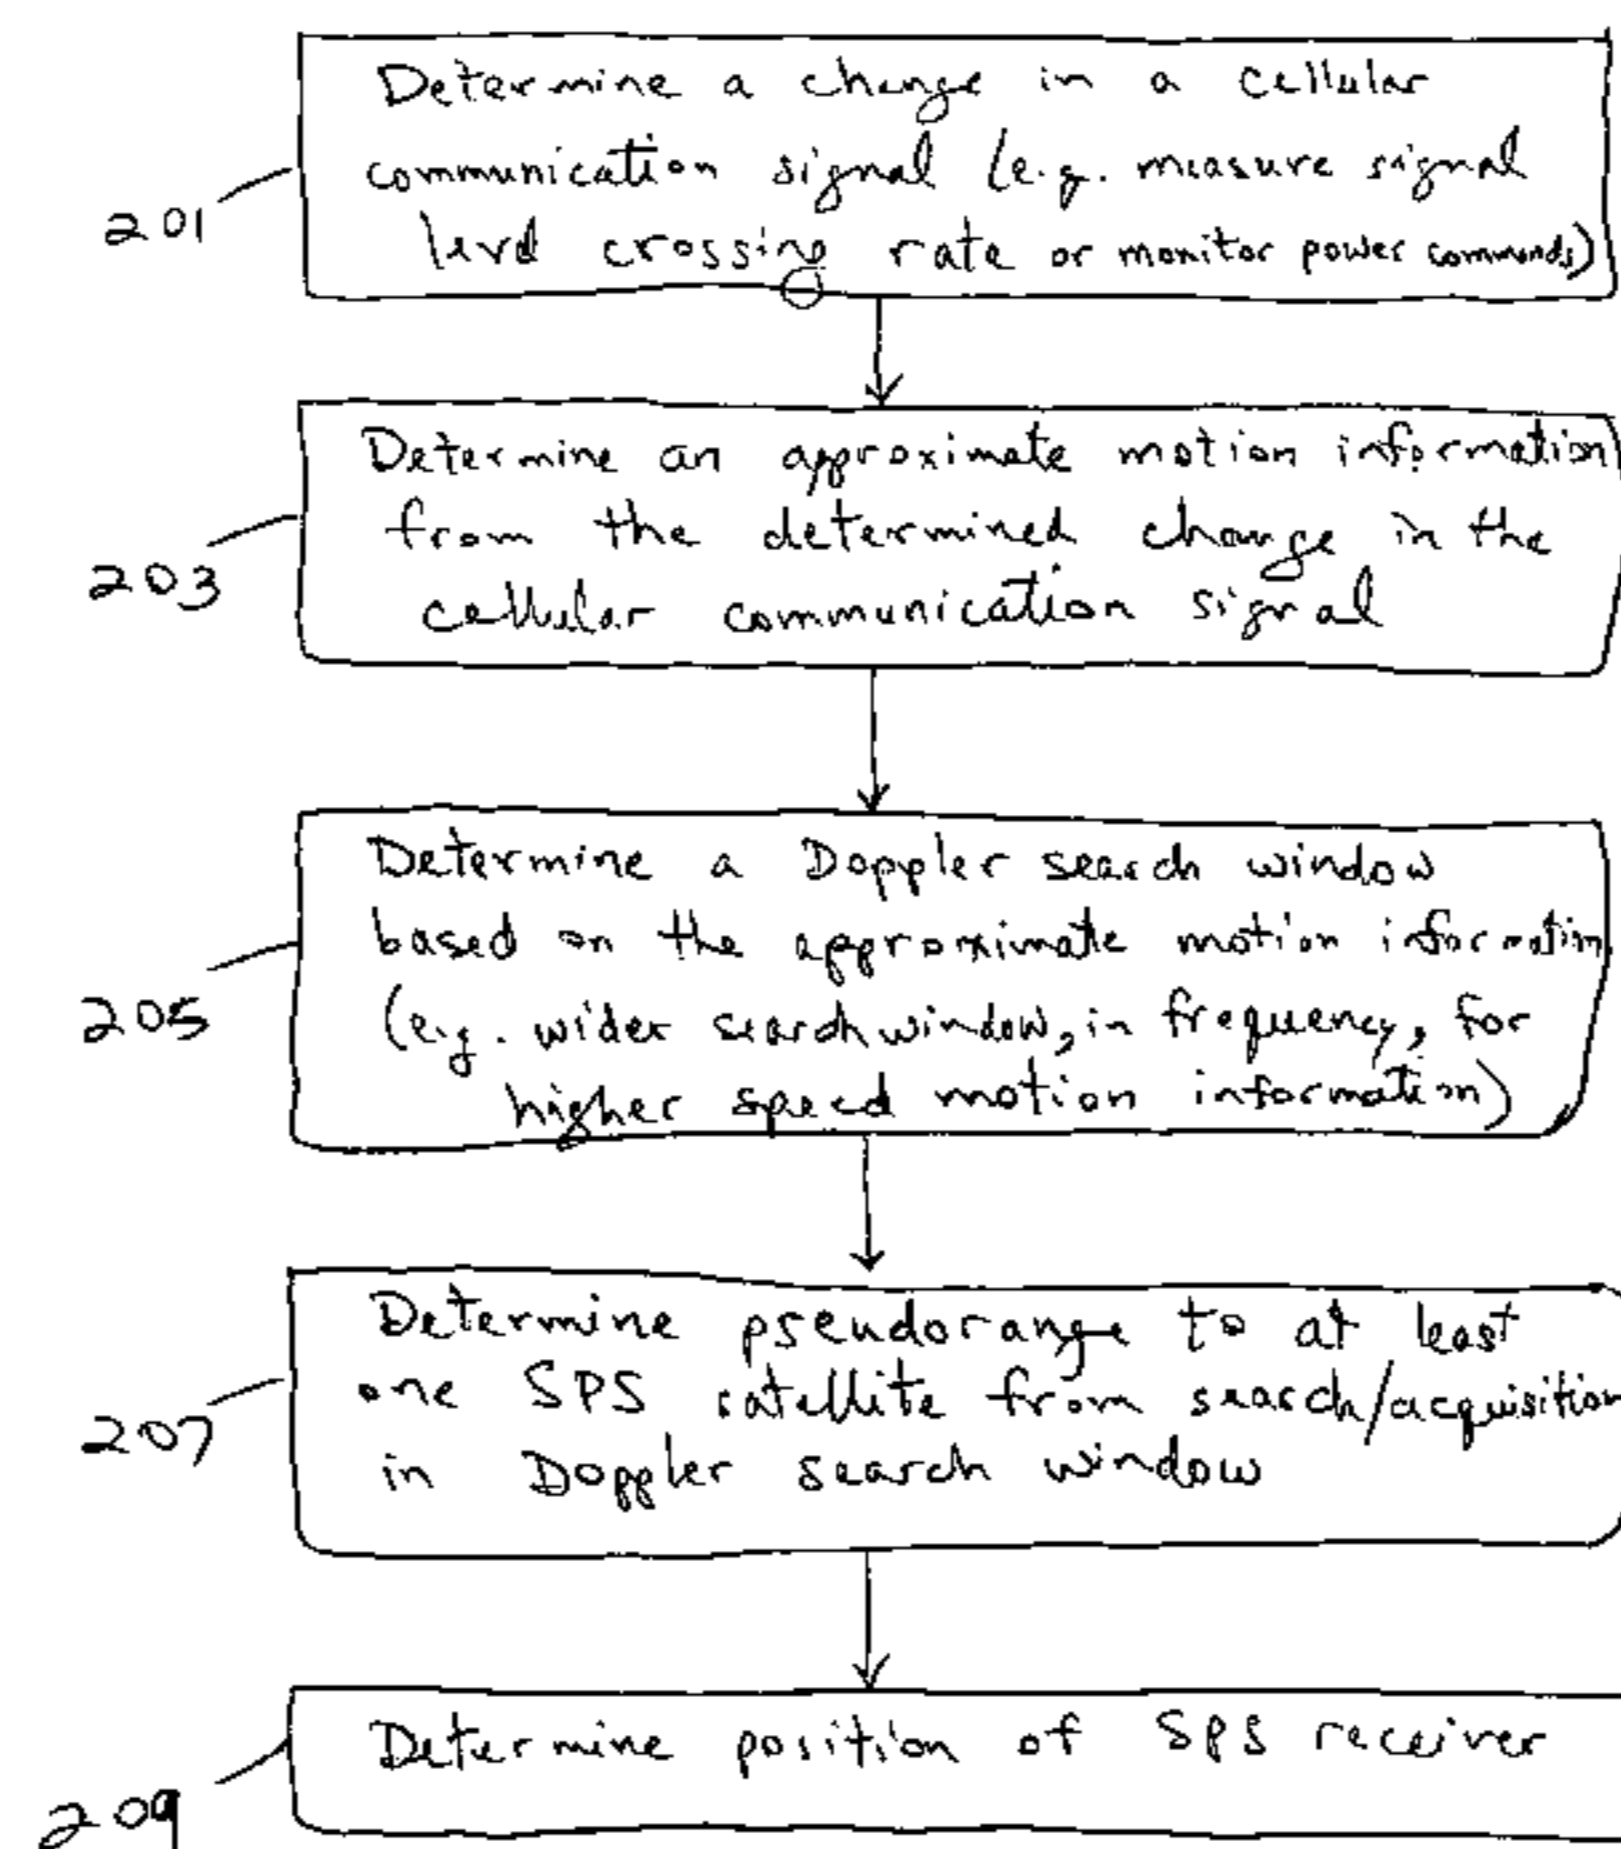 Determine a change in a cellular
communication signal (e.g. measure signal
level crossing rate or monitor power commands)
201
Determine an approximate motion information
from the determined change in the
cellular communication signal
203
Determine a Doppler search window
based on the approximate motion information
(e.g. wider search window, in frequency, for
higher speed motion information)
205
Determine pseudorange to at least
one SPS satellite from search/acquisition
in Doppler search window
207
Determine position of SPS receiver
209